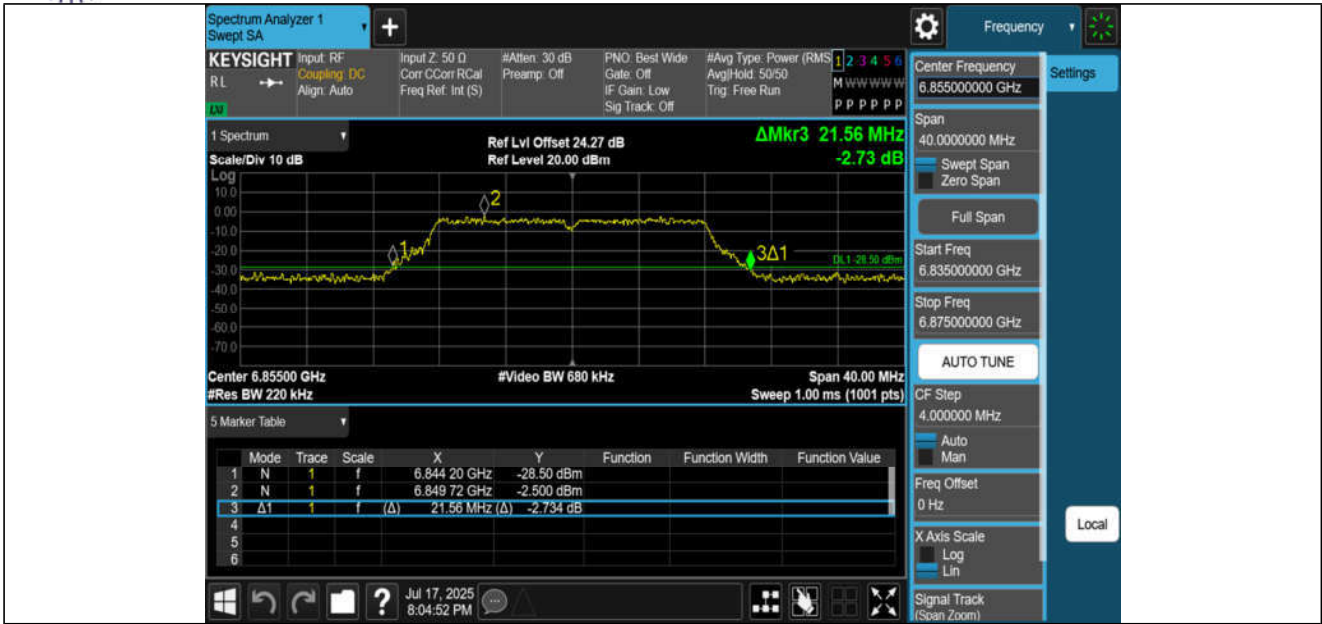 Spectrum Analyzer 1
Swept SA
+
Frequency
KEYSIGHT
RL
LXI
Input: RF
Coupling: DC
Align: Auto
Input Z: 50 Ω
Corr CCorr RCal
Freq Ref: Int (S)
#Atten: 30 dB
Preamp: Off
PNO: Best Wide
Gate: Off
IF Gain: Low
Sig Track: Off
#Avg Type: Power (RMS
Avg|Hold: 50/50
Trig: Free Run
1 2 3 4 5 6
M W W W W W
P P P P P P
1 Spectrum
Scale/Div 10 dB
Ref Lvl Offset 24.27 dB
Ref Level 20.00 dBm
ΔMkr3 21.56 MHz
-2.73 dB
Log
10.0
0.00
-10.0
-20.0
-30.0
-40.0
-50.0
-60.0
-70.0
2
1
3Δ1
DL1 -28.50 dBm
Center 6.85500 GHz
#Video BW 680 kHz
Span 40.00 MHz
#Res BW 220 kHz
Sweep 1.00 ms (1001 pts)
5 Marker Table
Mode Trace Scale X Y Function Function Width Function Value
1 N 1 f 6.844 20 GHz -28.50 dBm
2 N 1 f 6.849 72 GHz -2.500 dBm
3 Δ1 1 f (Δ) 21.56 MHz (Δ) -2.734 dB
4
5
6
?
Jul 17, 2025
8:04:52 PM
Center Frequency
6.855000000 GHz
Settings
Span
40.0000000 MHz
Swept Span
Zero Span
Full Span
Start Freq
6.835000000 GHz
Stop Freq
6.875000000 GHz
AUTO TUNE
CF Step
4.000000 MHz
Auto
Man
Freq Offset
0 Hz
X Axis Scale
Log
Lin
Local
Signal Track
(Span Zoom)